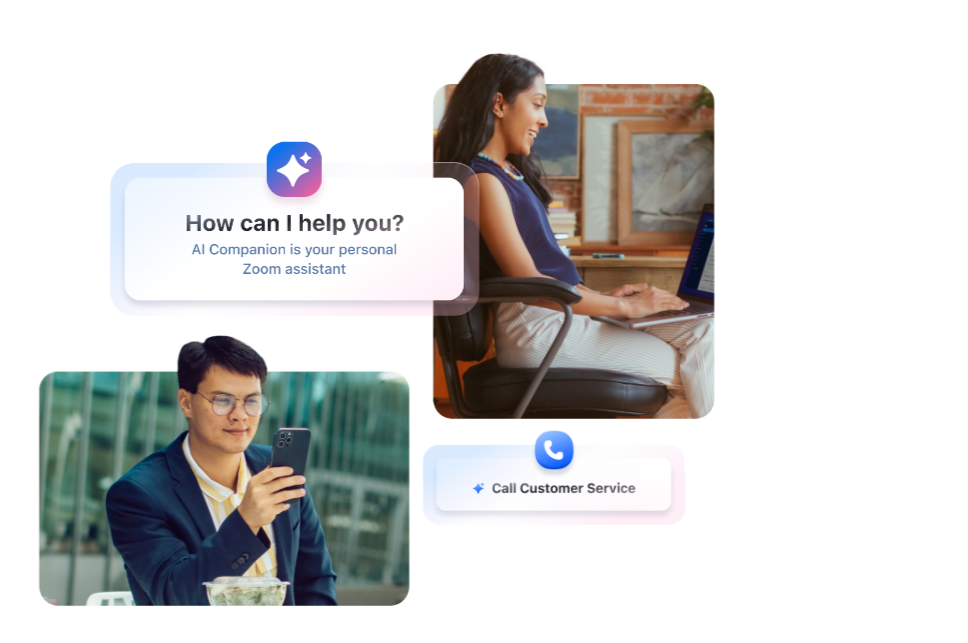 How can I help you?
AI Companion is your personal
Zoom assistant
Call Customer Service